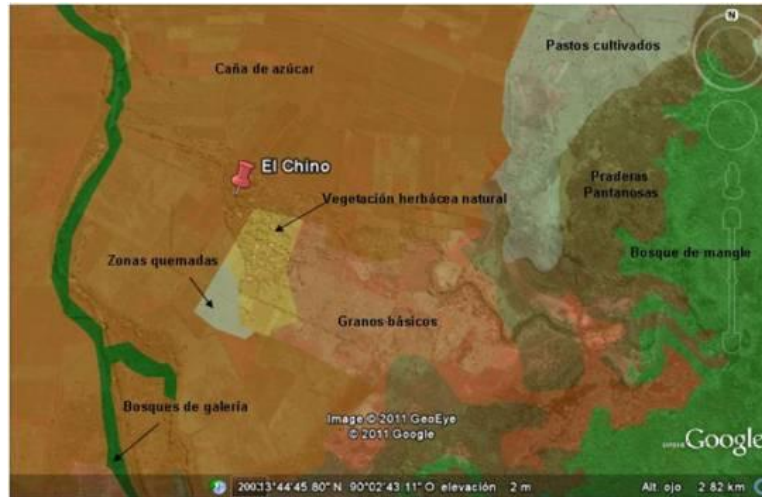 N
Pastos cultivados
Caña de azúcar
El Chino
Praderas
Pantanosas
Vegetación herbácea natural
Bosque de mangle
Zonas quemadas
Granos-básicos
Bosques de galería
Image © 2011 GeoEye
© 2011 Google
Google
13°44'45.80" N 90°02'43.11" O elevación 2 m
Alt. ojo 2.82 km